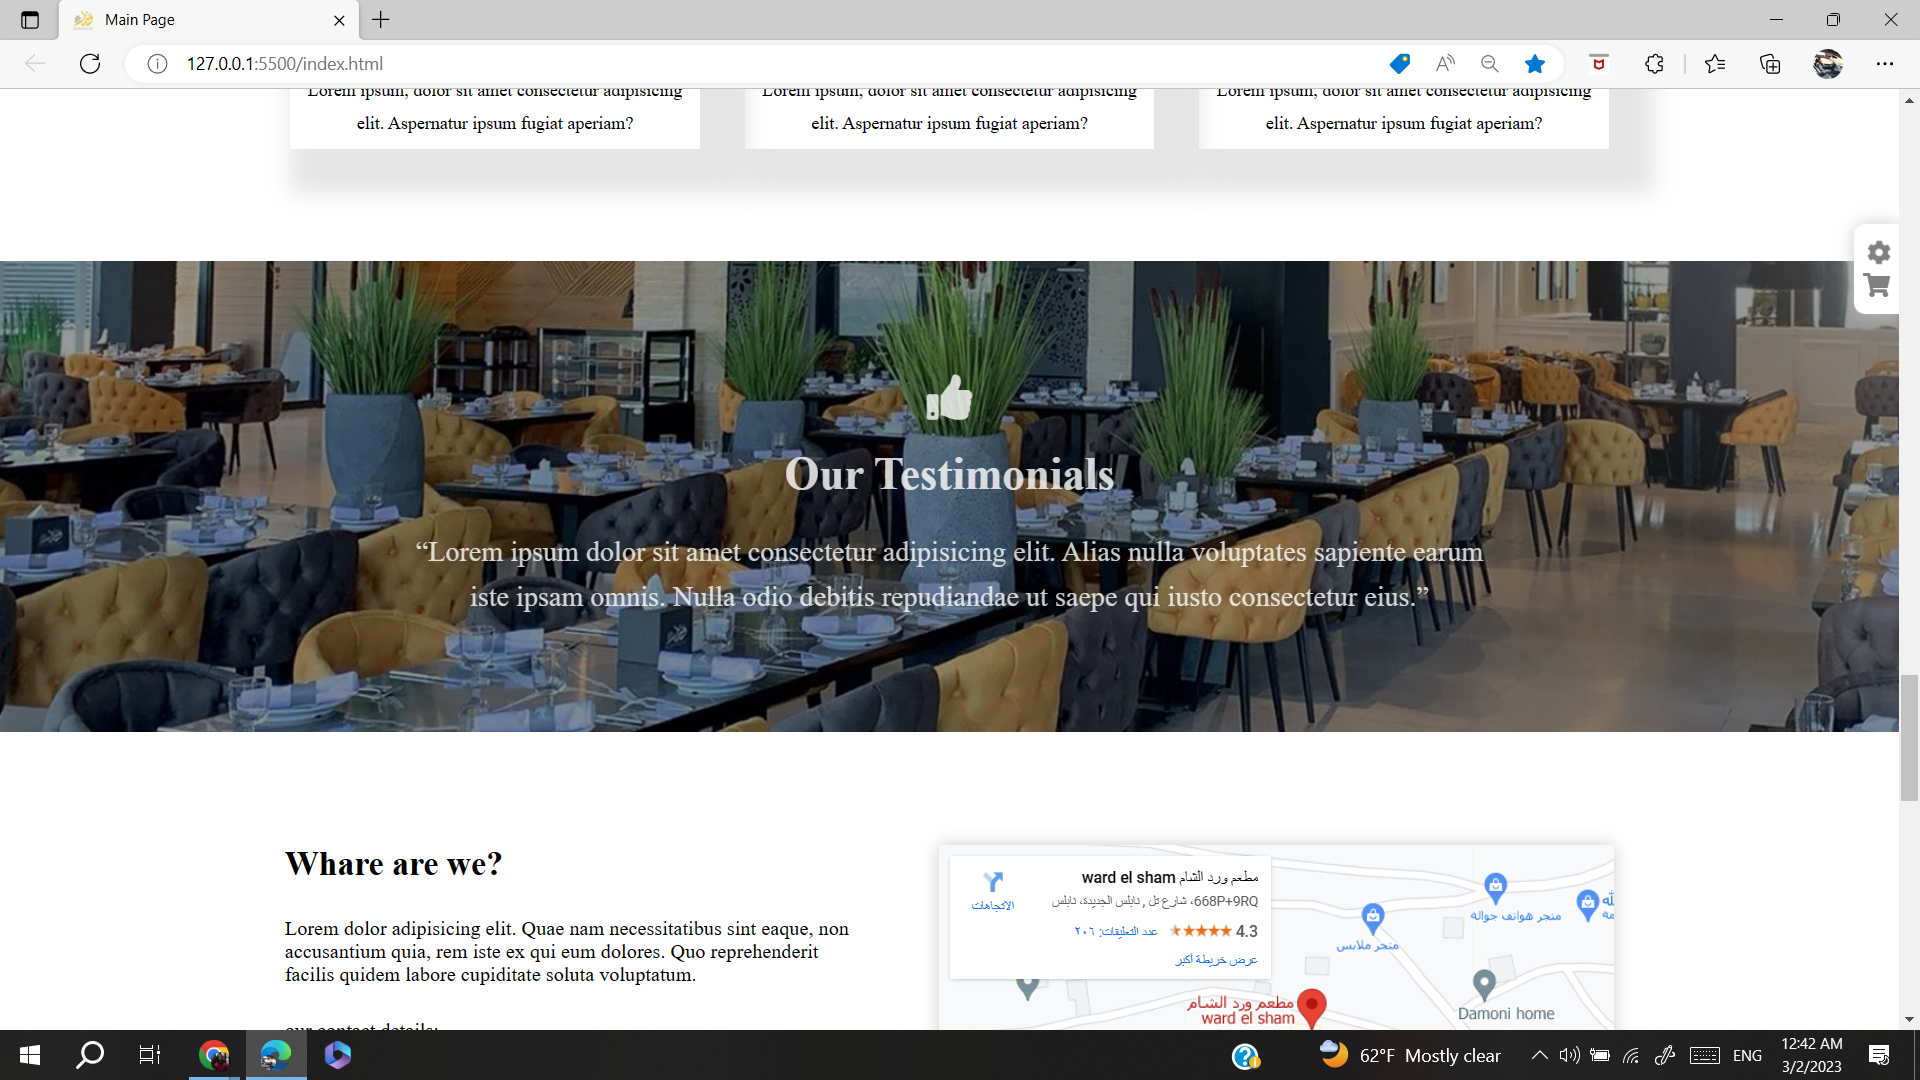 Main Page
127.0.0.1:5500/index.html
Lorem ipsum, dolor sit amet consectetur adipisicing
elit. Aspernatur ipsum fugiat aperiam?
Lorem ipsum, dolor sit amet consectetur adipisicing
elit. Aspernatur ipsum fugiat aperiam?
Lorem ipsum, dolor sit amet consectetur adipisicing
elit. Aspernatur ipsum fugiat aperiam?
Our Testimonials
“Lorem ipsum dolor sit amet consectetur adipisicing elit. Alias nulla voluptates sapiente earum
iste ipsam omnis. Nulla odio debitis repudiandae ut saepe qui iusto consectetur eius.”
Whare are we?
Lorem dolor adipisicing elit. Quae nam necessitatibus sint eaque, non
accusantium quia, rem iste ex qui eum dolores. Quo reprehenderit
facilis quidem labore cupiditate soluta voluptatum.
our contact details:
مطعم ورد الشام ward el sham
668P+9RQ، شارع تل , نابلس الجديدة، نابلس
الاتجاهات
4.3 عدد التعليقات: ٢٠٦
عرض خريطة أكبر
متجر هواتف جوالة
متجر ملابس
مطعم ورد الشام
ward el sham
Damoni home
62°F Mostly clear
ENG
12:42 AM
3/2/2023